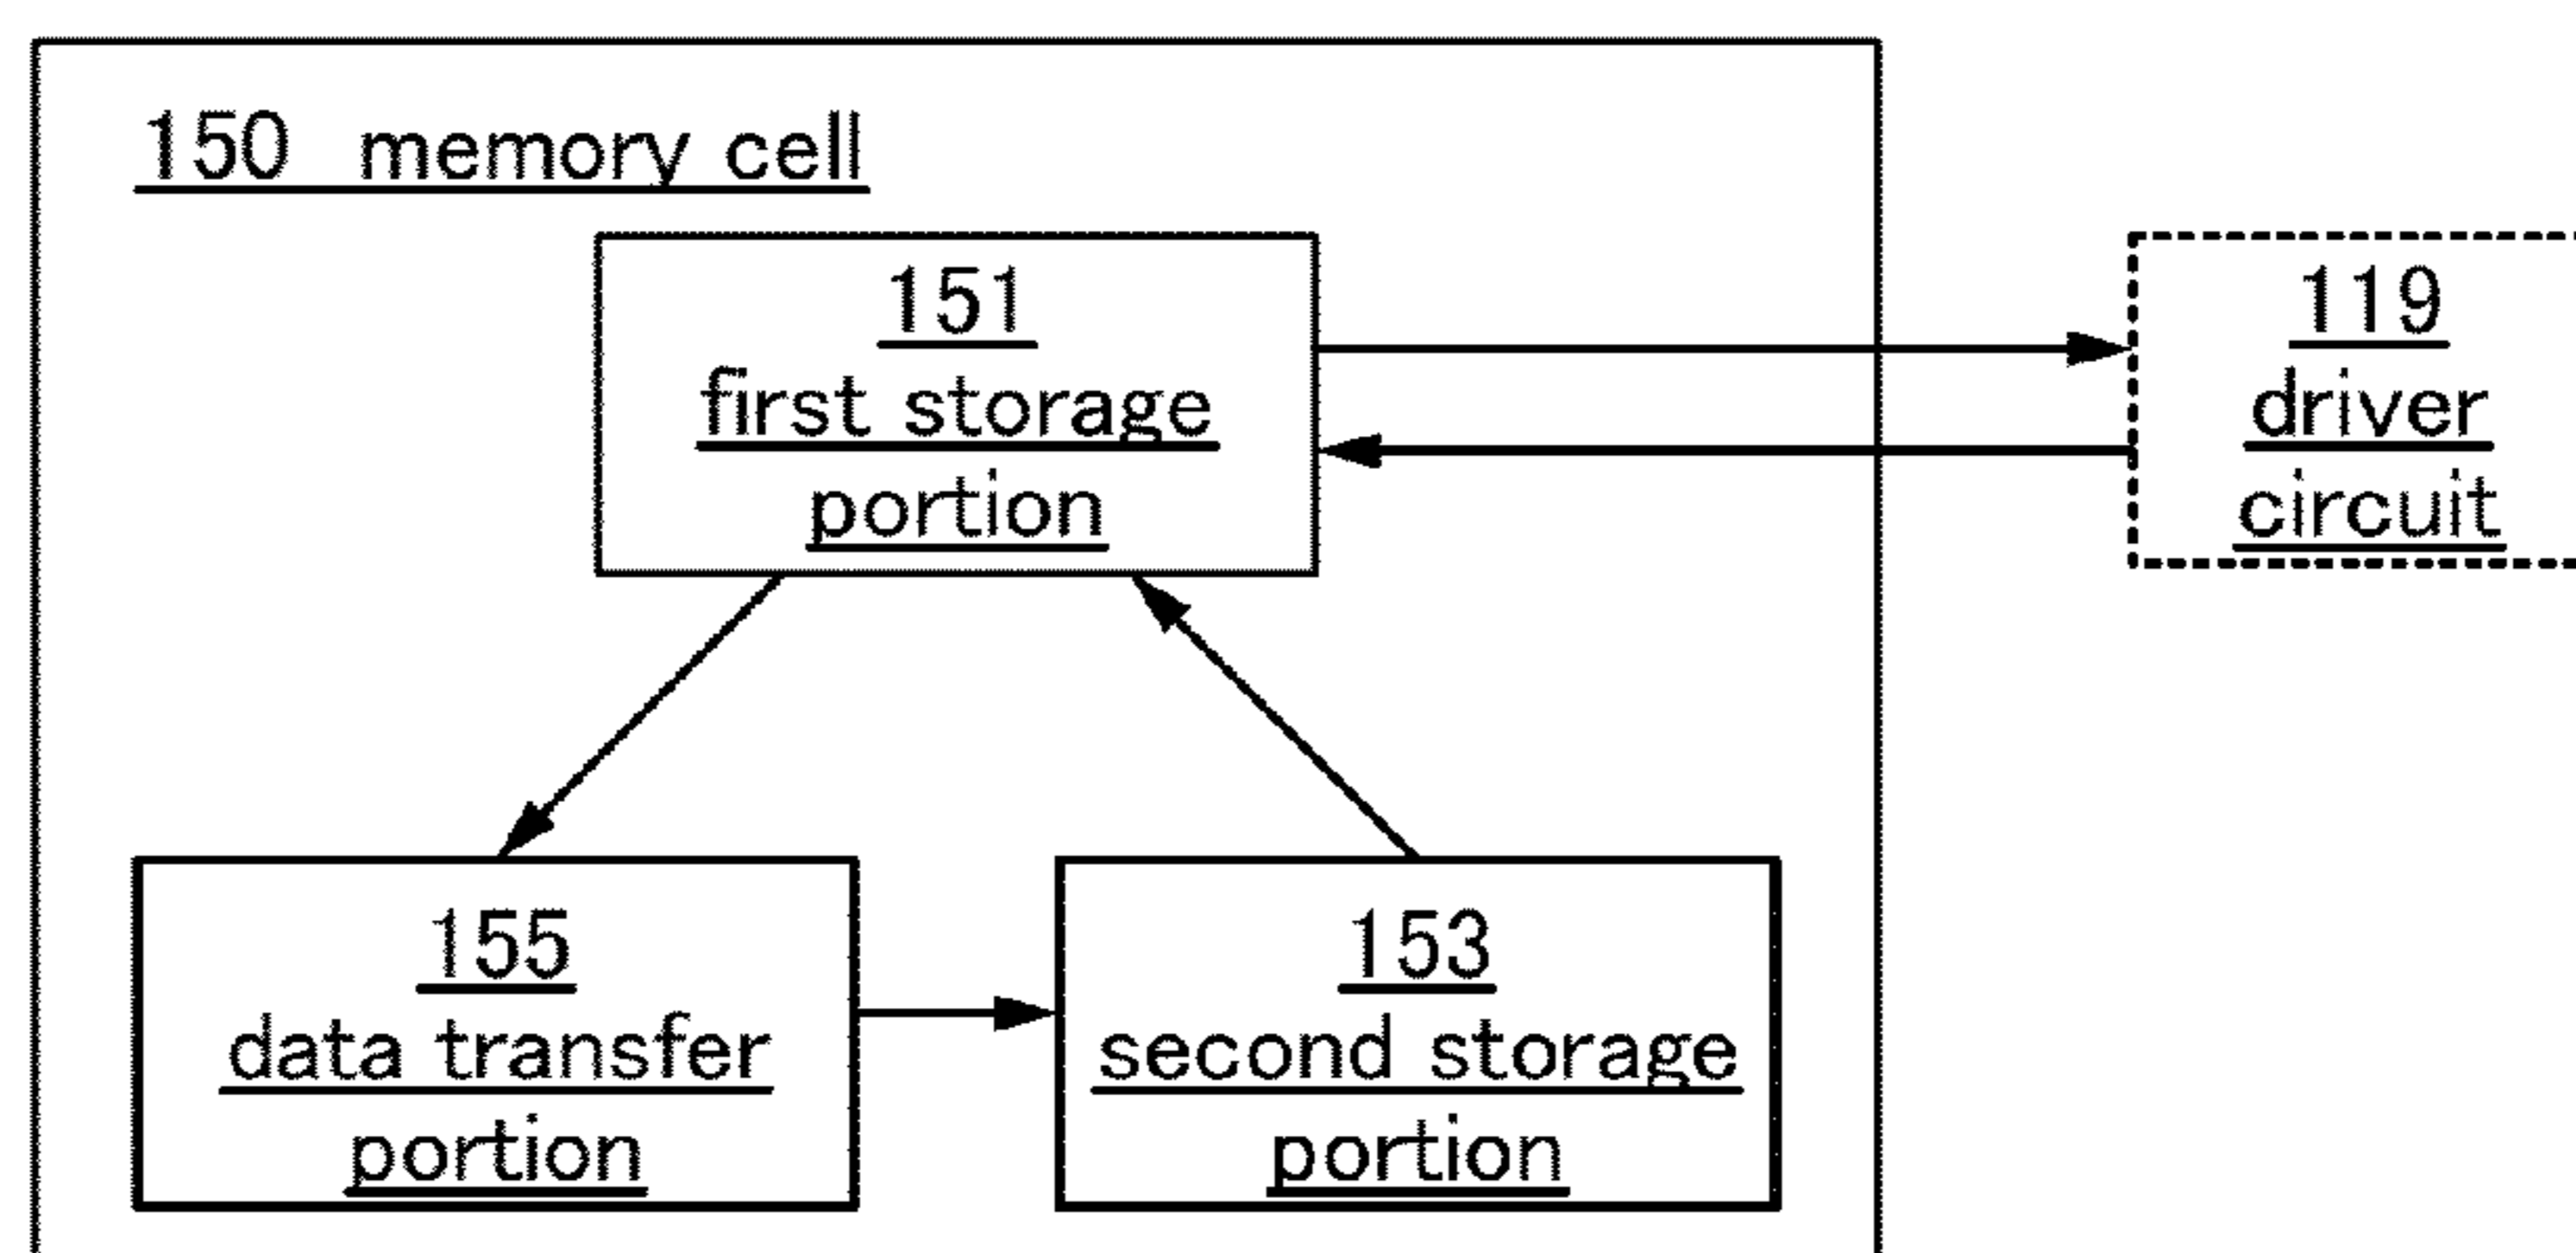 150 memory cell
151
first storage
portion
119
driver
circuit
155
data transfer
portion
153
second storage
portion